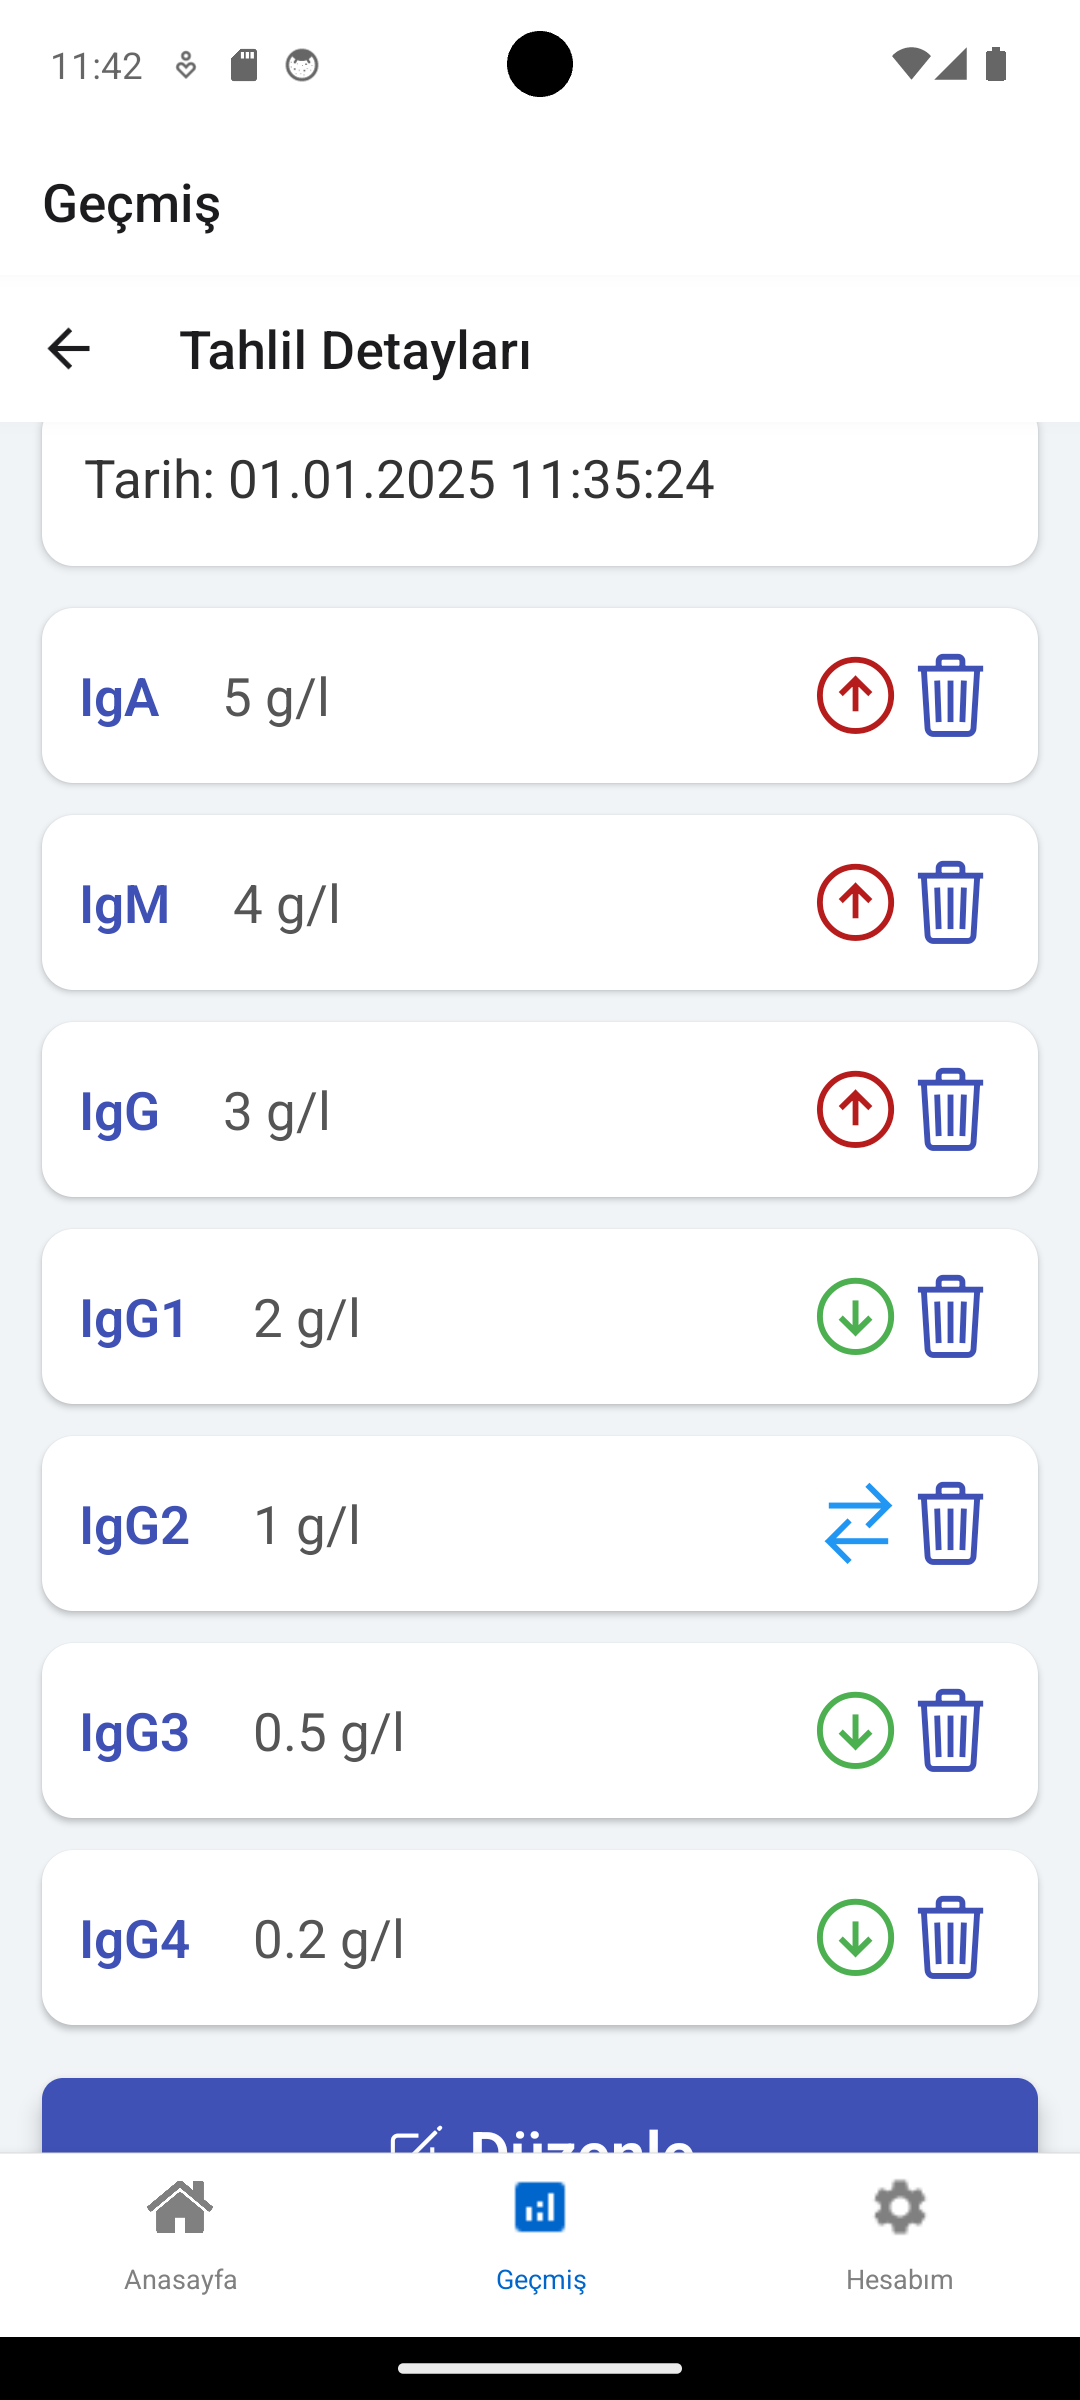 11:42
Geçmiş
Tahlil Detayları
Tarih: 01.01.2025 11:35:24
IgA 5 g/l
IgM 4 g/l
IgG 3 g/l
IgG1 2 g/l
IgG2 1 g/l
IgG3 0.5 g/l
IgG4 0.2 g/l
Düzenle
Anasayfa Geçmiş Hesabım